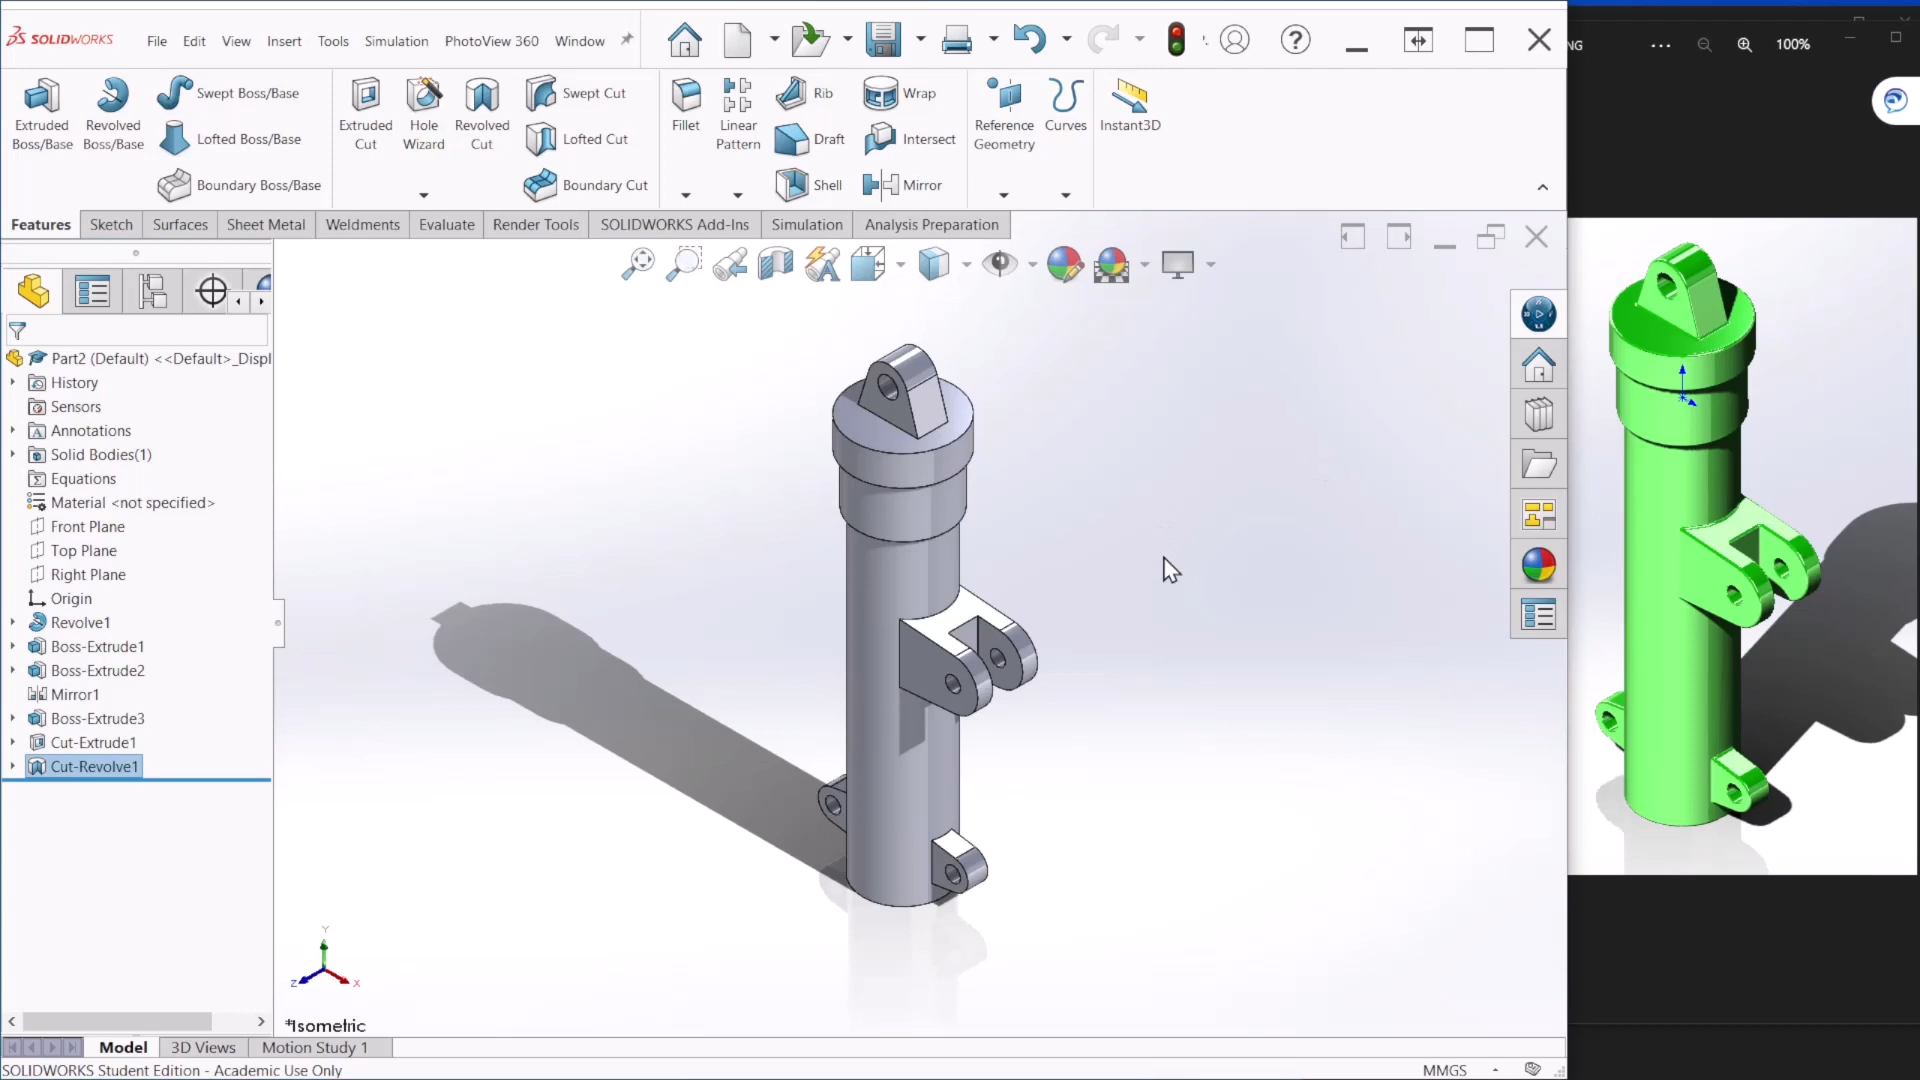 SOLIDWORKS File Edit View Insert Tools Simulation PhotoView 360 Window
NG 100%
Extruded Boss/Base
Revolved Boss/Base
Swept Boss/Base
Lofted Boss/Base
Boundary Boss/Base
Extruded Cut
Hole Wizard
Revolved Cut
Swept Cut
Lofted Cut
Boundary Cut
Fillet
Linear Pattern
Rib
Draft
Shell
Wrap
Intersect
Mirror
Reference Geometry
Curves
Instant3D
Features Sketch Surfaces Sheet Metal Weldments Evaluate Render Tools SOLIDWORKS Add-Ins Simulation Analysis Preparation
Part2 (Default) <<Default>_Displ
History
Sensors
Annotations
Solid Bodies(1)
Equations
Material <not specified>
Front Plane
Top Plane
Right Plane
Origin
Revolve1
Boss-Extrude1
Boss-Extrude2
Mirror1
Boss-Extrude3
Cut-Extrude1
Cut-Revolve1
Y
Z X
*Isometric
Model 3D Views Motion Study 1
SOLIDWORKS Student Edition - Academic Use Only MMGS